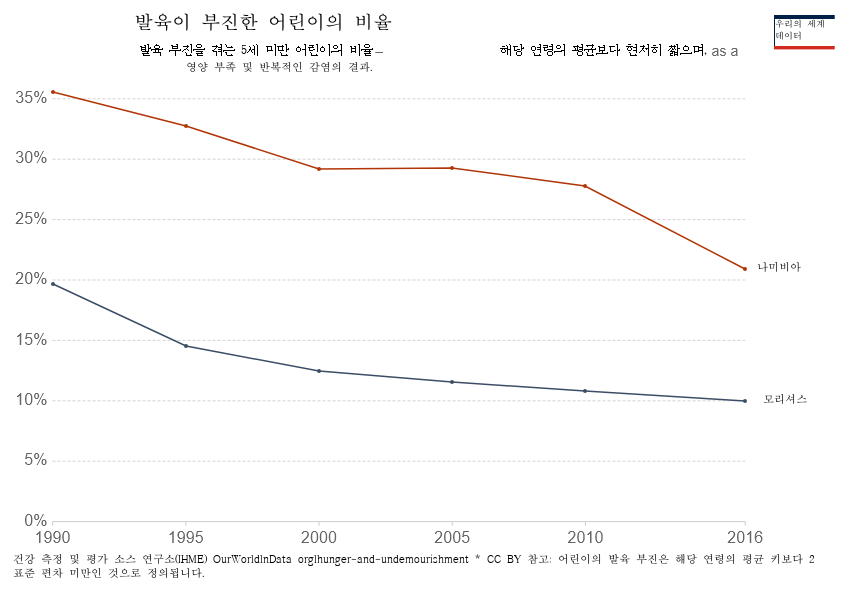 발육이 부진한 어린이의 비율
우리의 세계
데이터
발육 부진을 겪는 5세 미만 어린이의 비율– 해당 연령의 평균보다 현저히 짧으며, as a
영양 부족 및 반복적인 감염의 결과.
35%
30%
25%
20%
15%
10%
5%
0%
나미비아
모리셔스
1990 1995 2000 2005 2010 2016
건강 측정 및 평가 소스 연구소(IHME) OurWorldInData orglhunger-and-undemourishment * CC BY 참고: 어린이의 발육 부진은 해당 연령의 평균 키보다 2
표준 편차 미만인 것으로 정의됩니다.